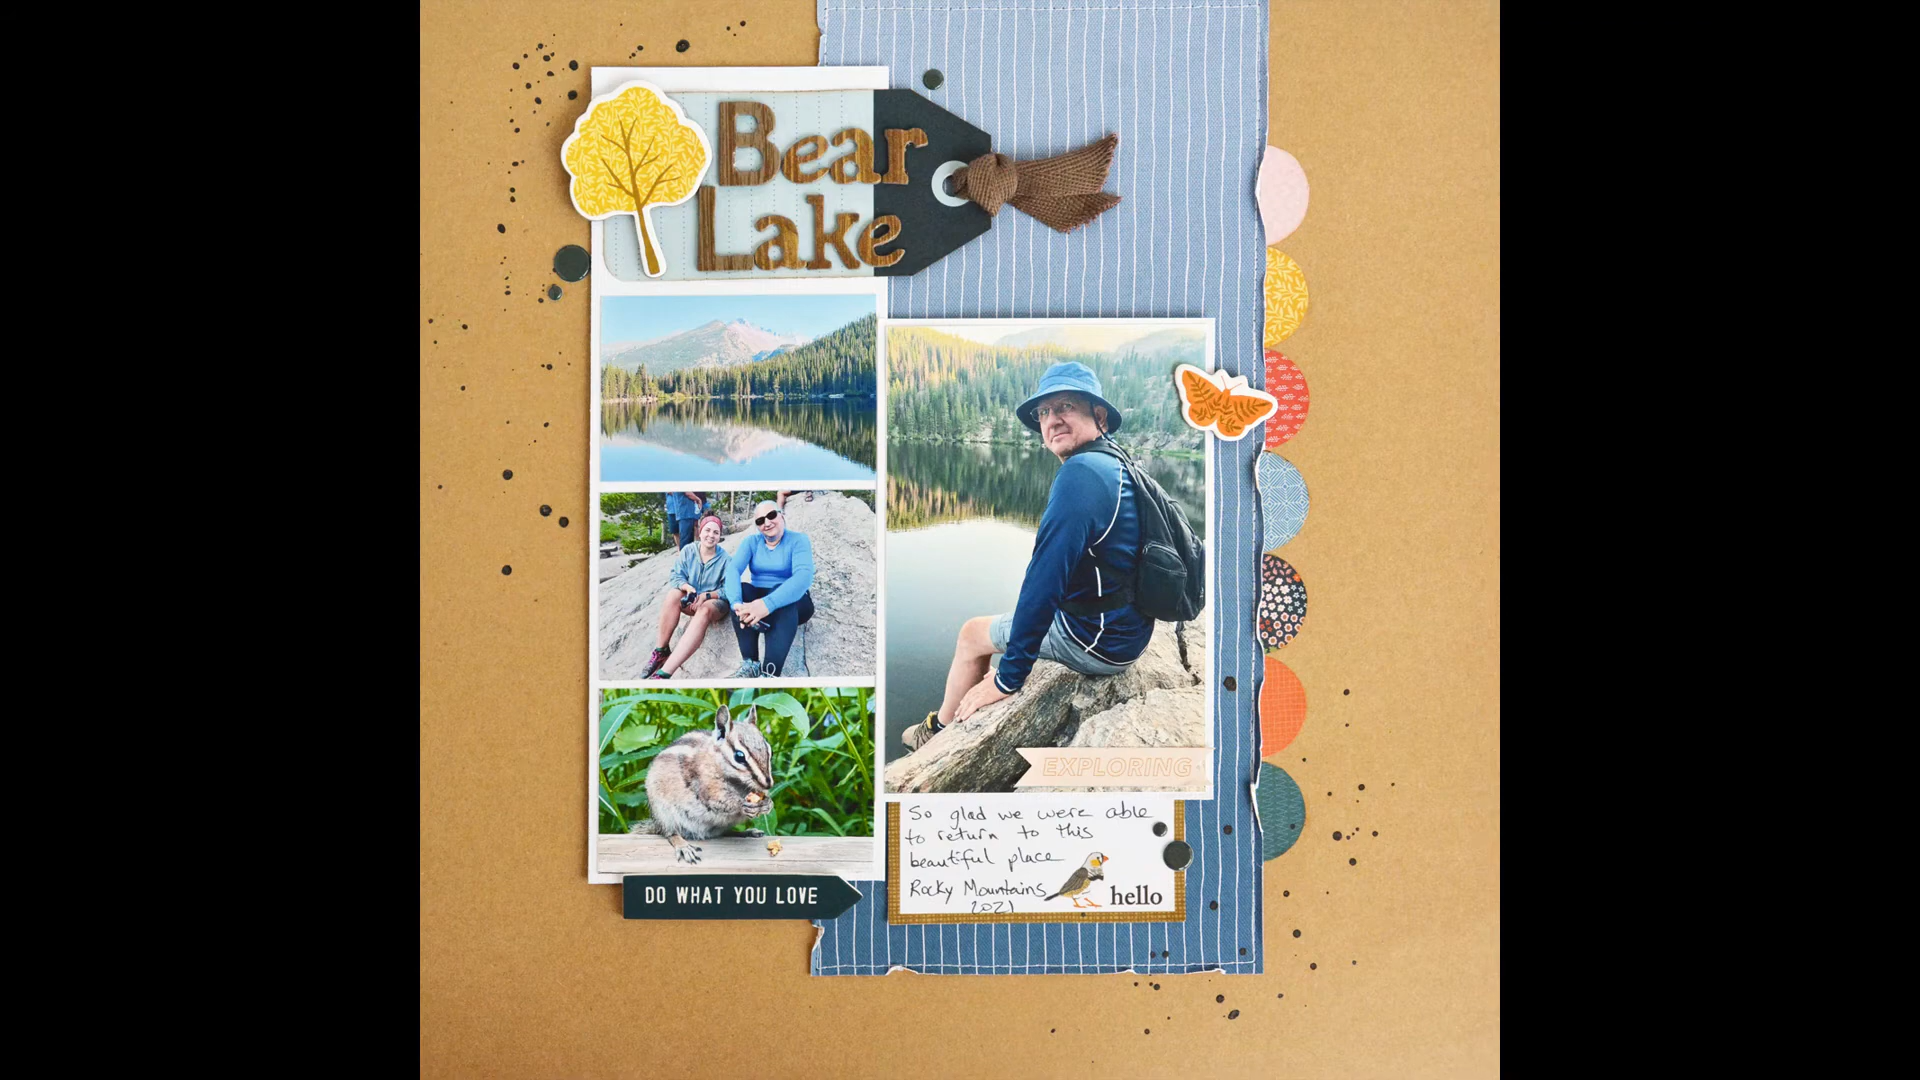 Bear
Lake
EXPLORING
So glad we were able
to return to this
beautiful place
Rocky Mountains
2021
hello
DO WHAT YOU LOVE